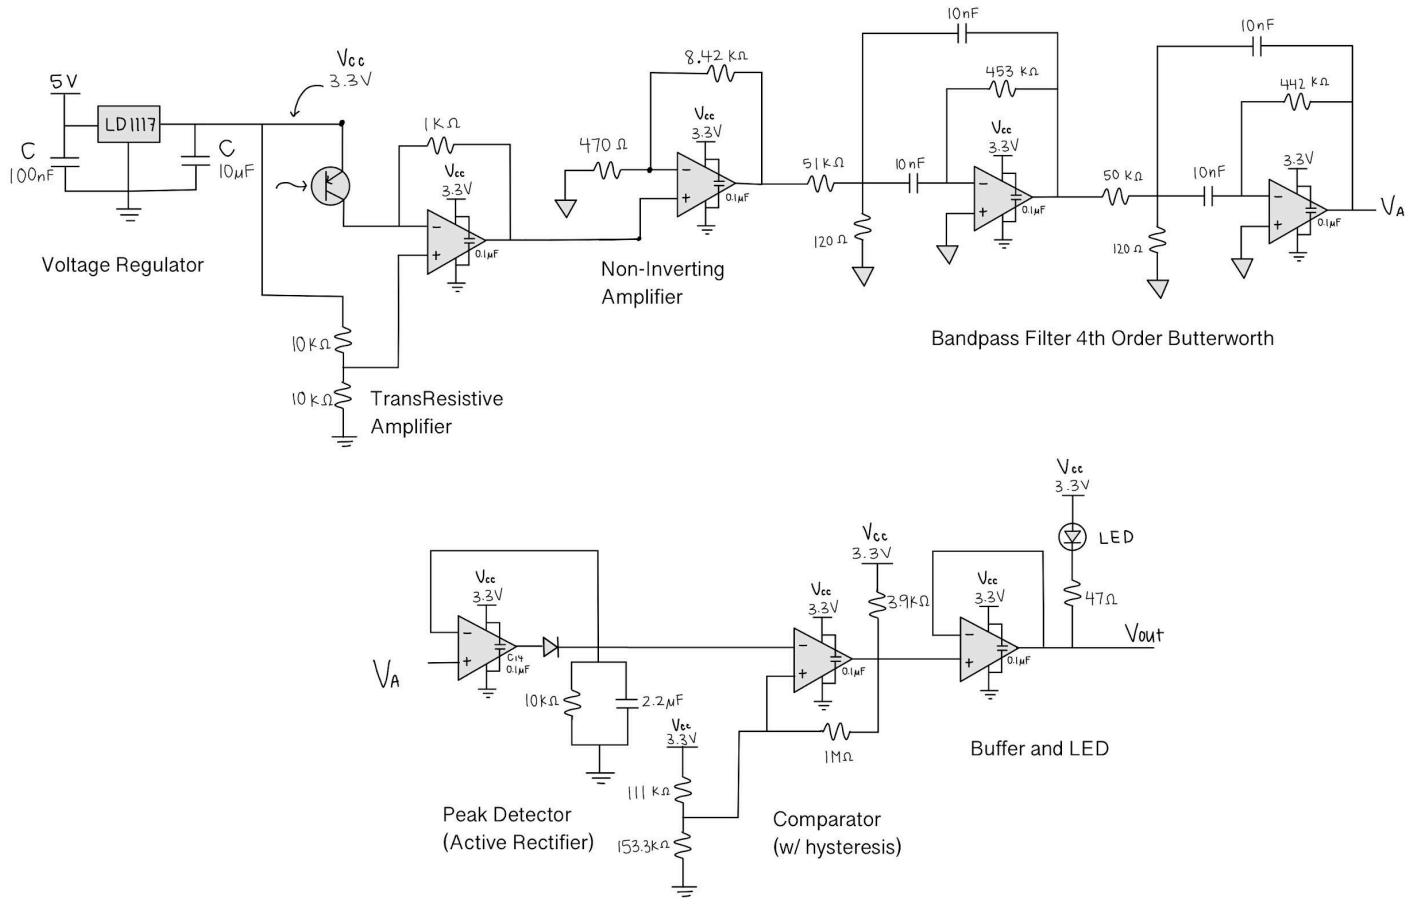 5V
LD1117
C
100nF
C
10µF
Vcc
3.3V
Voltage Regulator
1KΩ
Vcc
3.3V
-
+
0.1µF
10KΩ
10KΩ
TransResistive
Amplifier
8.42 KΩ
470 Ω
Vcc
3.3V
-
+
0.1µF
Non-Inverting
Amplifier
10nF
453 KΩ
51KΩ
10nF
120Ω
Vcc
3.3V
-
+
0.1µF
10nF
442 KΩ
50 KΩ
10nF
120Ω
3.3V
-
+
0.1µF
VA
Bandpass Filter 4th Order Butterworth
VA
Vcc
3.3V
-
+
C14
0.1µF
10KΩ
2.2µF
Peak Detector
(Active Rectifier)
Vcc
3.3V
111 KΩ
153.3KΩ
Vcc
3.3V
-
+
0.1µF
Vcc
3.3V
3.9KΩ
1MΩ
Comparator
(w/ hysteresis)
Vcc
3.3V
-
+
0.1µF
Vcc
3.3V
LED
47Ω
Vout
Buffer and LED